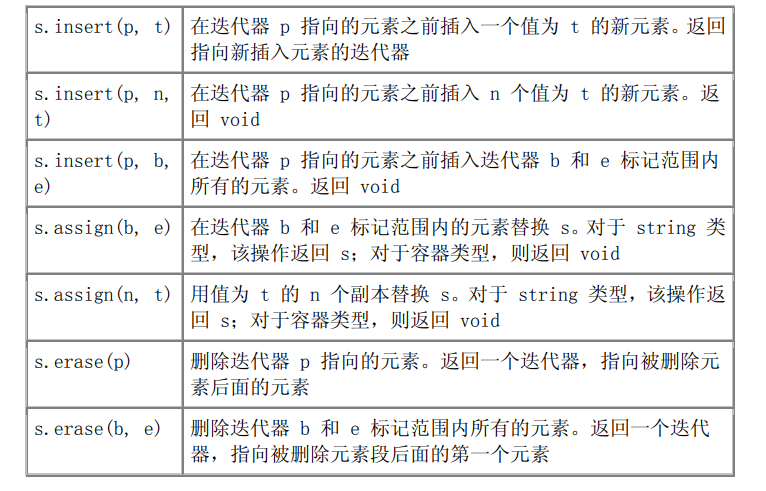 s.insert(p, t) 在迭代器 p 指向的元素之前插入一个值为 t 的新元素。返回
指向新插入元素的迭代器
s.insert(p, n, 在迭代器 p 指向的元素之前插入 n 个值为 t 的新元素。返
t) 回 void
s.insert(p, b, 在迭代器 p 指向的元素之前插入迭代器 b 和 e 标记范围内
e) 所有的元素。返回 void
s.assign(b, e) 在迭代器 b 和 e 标记范围内的元素替换 s。对于 string 类
型，该操作返回 s；对于容器类型，则返回 void
s.assign(n, t) 用值为 t 的 n 个副本替换 s。对于 string 类型，该操作返
回 s；对于容器类型，则返回 void
s.erase(p) 删除迭代器 p 指向的元素。返回一个迭代器，指向被删除元
素后面的元素
s.erase(b, e) 删除迭代器 b 和 e 标记范围内所有的元素。返回一个迭代
器，指向被删除元素段后面的第一个元素